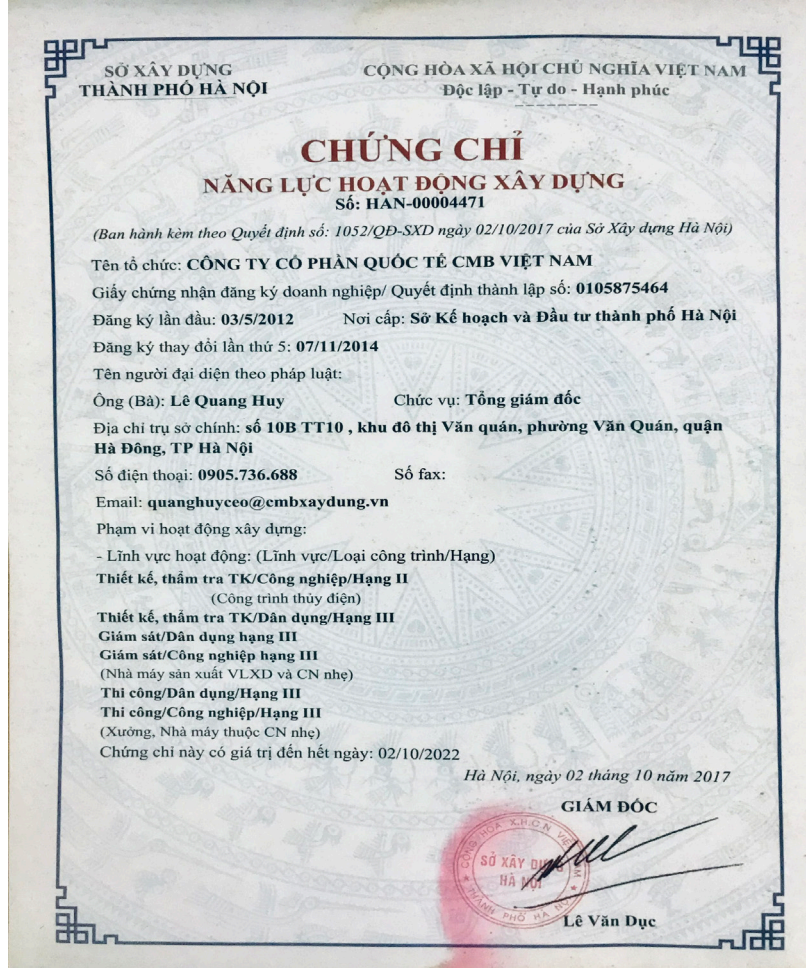 SỞ XÂY DỰNG
THÀNH PHỐ HÀ NỘI
CỘNG HÒA XÃ HỘI CHỦ NGHĨA VIỆT NAM
Độc lập - Tự do - Hạnh phúc
CHỨNG CHỈ
NĂNG LỰC HOẠT ĐỘNG XÂY DỰNG
Số: HAN-00004471
(Ban hành kèm theo Quyết định số: 1052/QĐ-SXD ngày 02/10/2017 của Sở Xây dựng Hà Nội)
Tên tổ chức: CÔNG TY CỔ PHẦN QUỐC TẾ CMB VIỆT NAM
Giấy chứng nhận đăng ký doanh nghiệp/ Quyết định thành lập số: 0105875464
Đăng ký lần đầu: 03/5/2012 Nơi cấp: Sở Kế hoạch và Đầu tư thành phố Hà Nội
Đăng ký thay đổi lần thứ 5: 07/11/2014
Tên người đại diện theo pháp luật:
Ông (Bà): Lê Quang Huy Chức vụ: Tổng giám đốc
Địa chỉ trụ sở chính: số 10B TT10 , khu đô thị Văn quán, phường Văn Quán, quận
Hà Đông, TP Hà Nội
Số điện thoại: 0905.736.688 Số fax:
Email: quanghuyceo@cmbxaydung.vn
Phạm vi hoạt động xây dựng:
- Lĩnh vực hoạt động: (Lĩnh vực/Loại công trình/Hạng)
Thiết kế, thẩm tra TK/Công nghiệp/Hạng II
(Công trình thủy điện)
Thiết kế, thẩm tra TK/Dân dụng/Hạng III
Giám sát/Dân dụng hạng III
Giám sát/Công nghiệp hạng III
(Nhà máy sản xuất VLXD và CN nhẹ)
Thi công/Dân dụng/Hạng III
Thi công/Công nghiệp/Hạng III
(Xưởng, Nhà máy thuộc CN nhẹ)
Chứng chỉ này có giá trị đến hết ngày: 02/10/2022
Hà Nội, ngày 02 tháng 10 năm 2017
GIÁM ĐỐC
CỘNG HÒA X.H.C.N VIỆT NAM
SỞ XÂY DỰNG
HÀ NỘI
THÀNH PHỐ HÀ NỘI
Lê Văn Dục